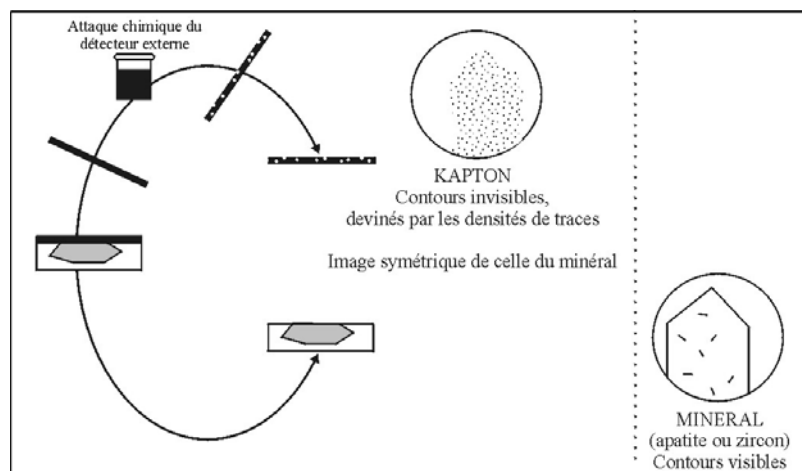 Attaque chimique du
détecteur externe
KAPTON
Contours invisibles,
devinés par les densités de traces
Image symétrique de celle du minéral
MINERAL
(apatite ou zircon)
Contours visibles